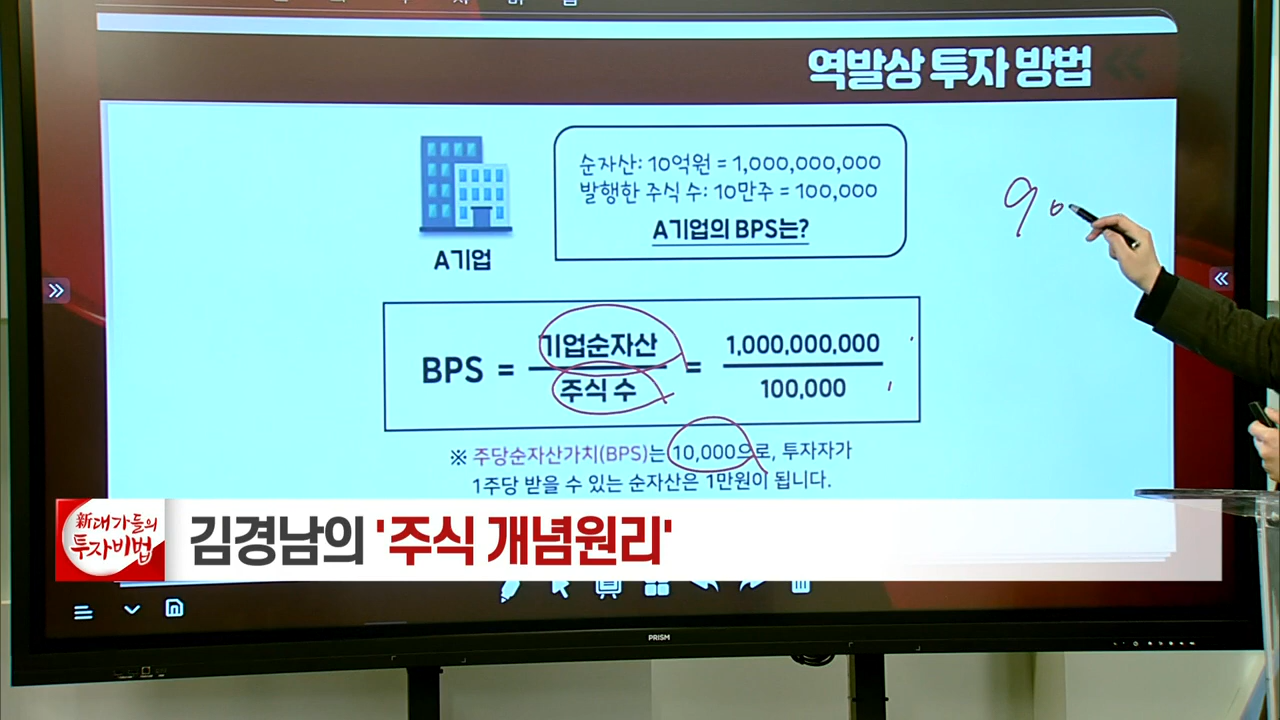 역발상 투자 방법
순자산: 10억원 = 1,000,000,000
발행한 주식 수: 10만주 = 100,000
A기업의 BPS는?
A기업
BPS = 기업순자산 / 주식 수 = 1,000,000,000 / 100,000
※ 주당순자산가치(BPS)는 10,000으로, 투자자가
1주당 받을 수 있는 순자산은 1만원이 됩니다.
新대가들의
투자비법
김경남의 '주식 개념원리'
PRISM